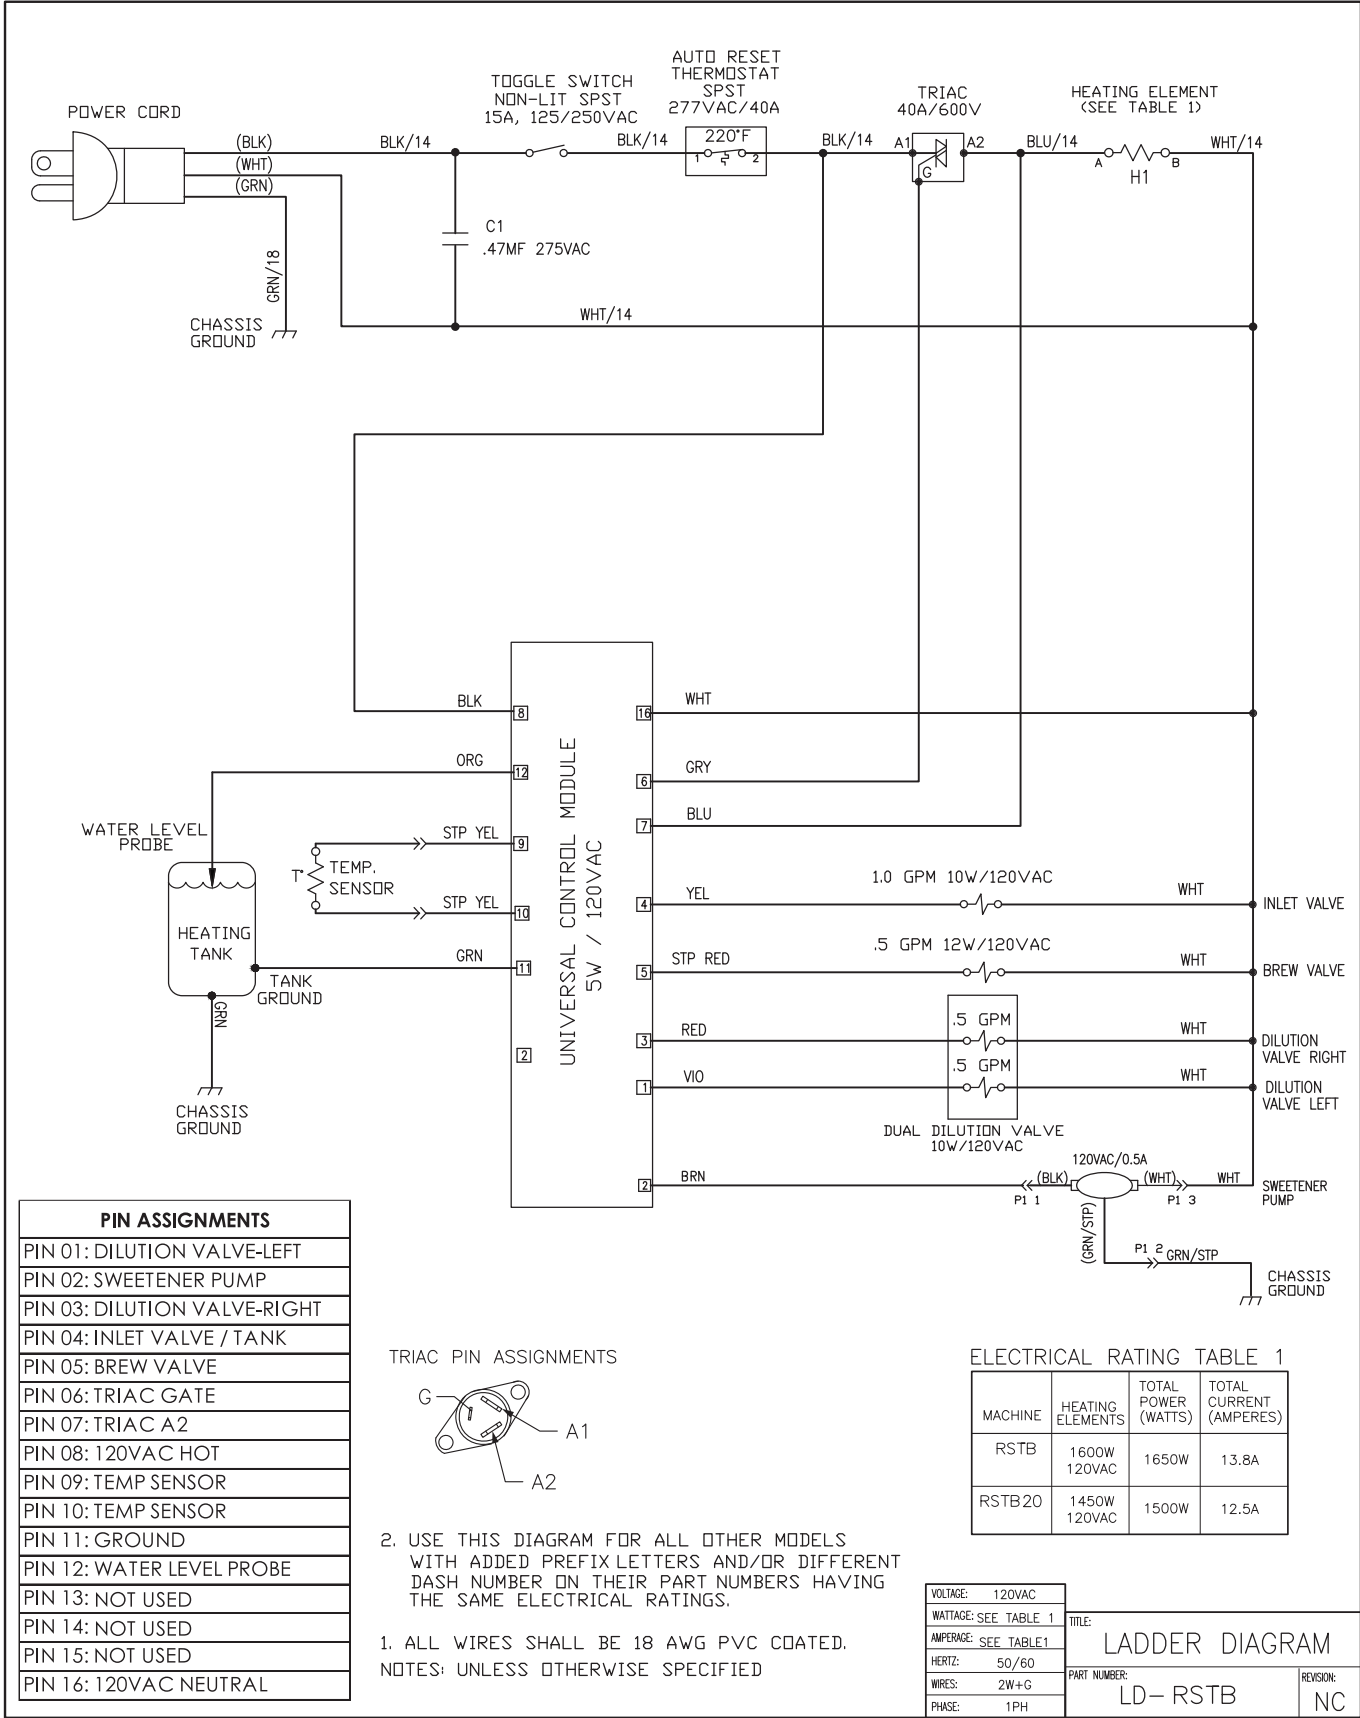 POWER CORD
(BLK)
(WHT)
(GRN)
GRN/18
CHASSIS
GROUND
BLK/14
TOGGLE SWITCH
NON-LIT SPST
15A, 125/250VAC
BLK/14
AUTO RESET
THERMOSTAT
SPST
277VAC/40A
220°F
1
2
BLK/14
TRIAC
40A/600V
A1
A2
G
BLU/14
HEATING ELEMENT
(SEE TABLE 1)
A
B
H1
WHT/14
C1
.47MF 275VAC
WHT/14
UNIVERSAL CONTROL MODULE
5W / 120VAC
BLK
8
ORG
12
WATER LEVEL
PROBE
STP YEL
9
T°
TEMP.
SENSOR
STP YEL
10
HEATING
TANK
GRN
11
TANK
GROUND
GRN
2
CHASSIS
GROUND
16
WHT
6
GRY
7
BLU
4
YEL
1.0 GPM 10W/120VAC
WHT
INLET VALVE
5
STP RED
.5 GPM 12W/120VAC
WHT
BREW VALVE
3
RED
.5 GPM
WHT
DILUTION
VALVE RIGHT
1
VIO
.5 GPM
WHT
DILUTION
VALVE LEFT
DUAL DILUTION VALVE
10W/120VAC
2
BRN
120VAC/0.5A
(BLK)
(WHT)
WHT
P1 1
P1 3
SWEETENER
PUMP
(GRN/STP)
P1 2
GRN/STP
CHASSIS
GROUND
PIN ASSIGNMENTS
PIN 01: DILUTION VALVE-LEFT
PIN 02: SWEETENER PUMP
PIN 03: DILUTION VALVE-RIGHT
PIN 04: INLET VALVE / TANK
PIN 05: BREW VALVE
PIN 06: TRIAC GATE
PIN 07: TRIAC A2
PIN 08: 120VAC HOT
PIN 09: TEMP SENSOR
PIN 10: TEMP SENSOR
PIN 11: GROUND
PIN 12: WATER LEVEL PROBE
PIN 13: NOT USED
PIN 14: NOT USED
PIN 15: NOT USED
PIN 16: 120VAC NEUTRAL
TRIAC PIN ASSIGNMENTS
G
A1
A2
2. USE THIS DIAGRAM FOR ALL OTHER MODELS
WITH ADDED PREFIX LETTERS AND/OR DIFFERENT
DASH NUMBER ON THEIR PART NUMBERS HAVING
THE SAME ELECTRICAL RATINGS.
1. ALL WIRES SHALL BE 18 AWG PVC COATED.
NOTES: UNLESS OTHERWISE SPECIFIED
ELECTRICAL RATING TABLE 1
MACHINE
HEATING
ELEMENTS
TOTAL
POWER
(WATTS)
TOTAL
CURRENT
(AMPERES)
RSTB
1600W
120VAC
1650W
13.8A
RSTB20
1450W
120VAC
1500W
12.5A
VOLTAGE: 120VAC
WATTAGE: SEE TABLE 1
AMPERAGE: SEE TABLE1
HERTZ: 50/60
WIRES: 2W+G
PHASE: 1PH
TITLE:
LADDER DIAGRAM
PART NUMBER:
LD-RSTB
REVISION:
NC